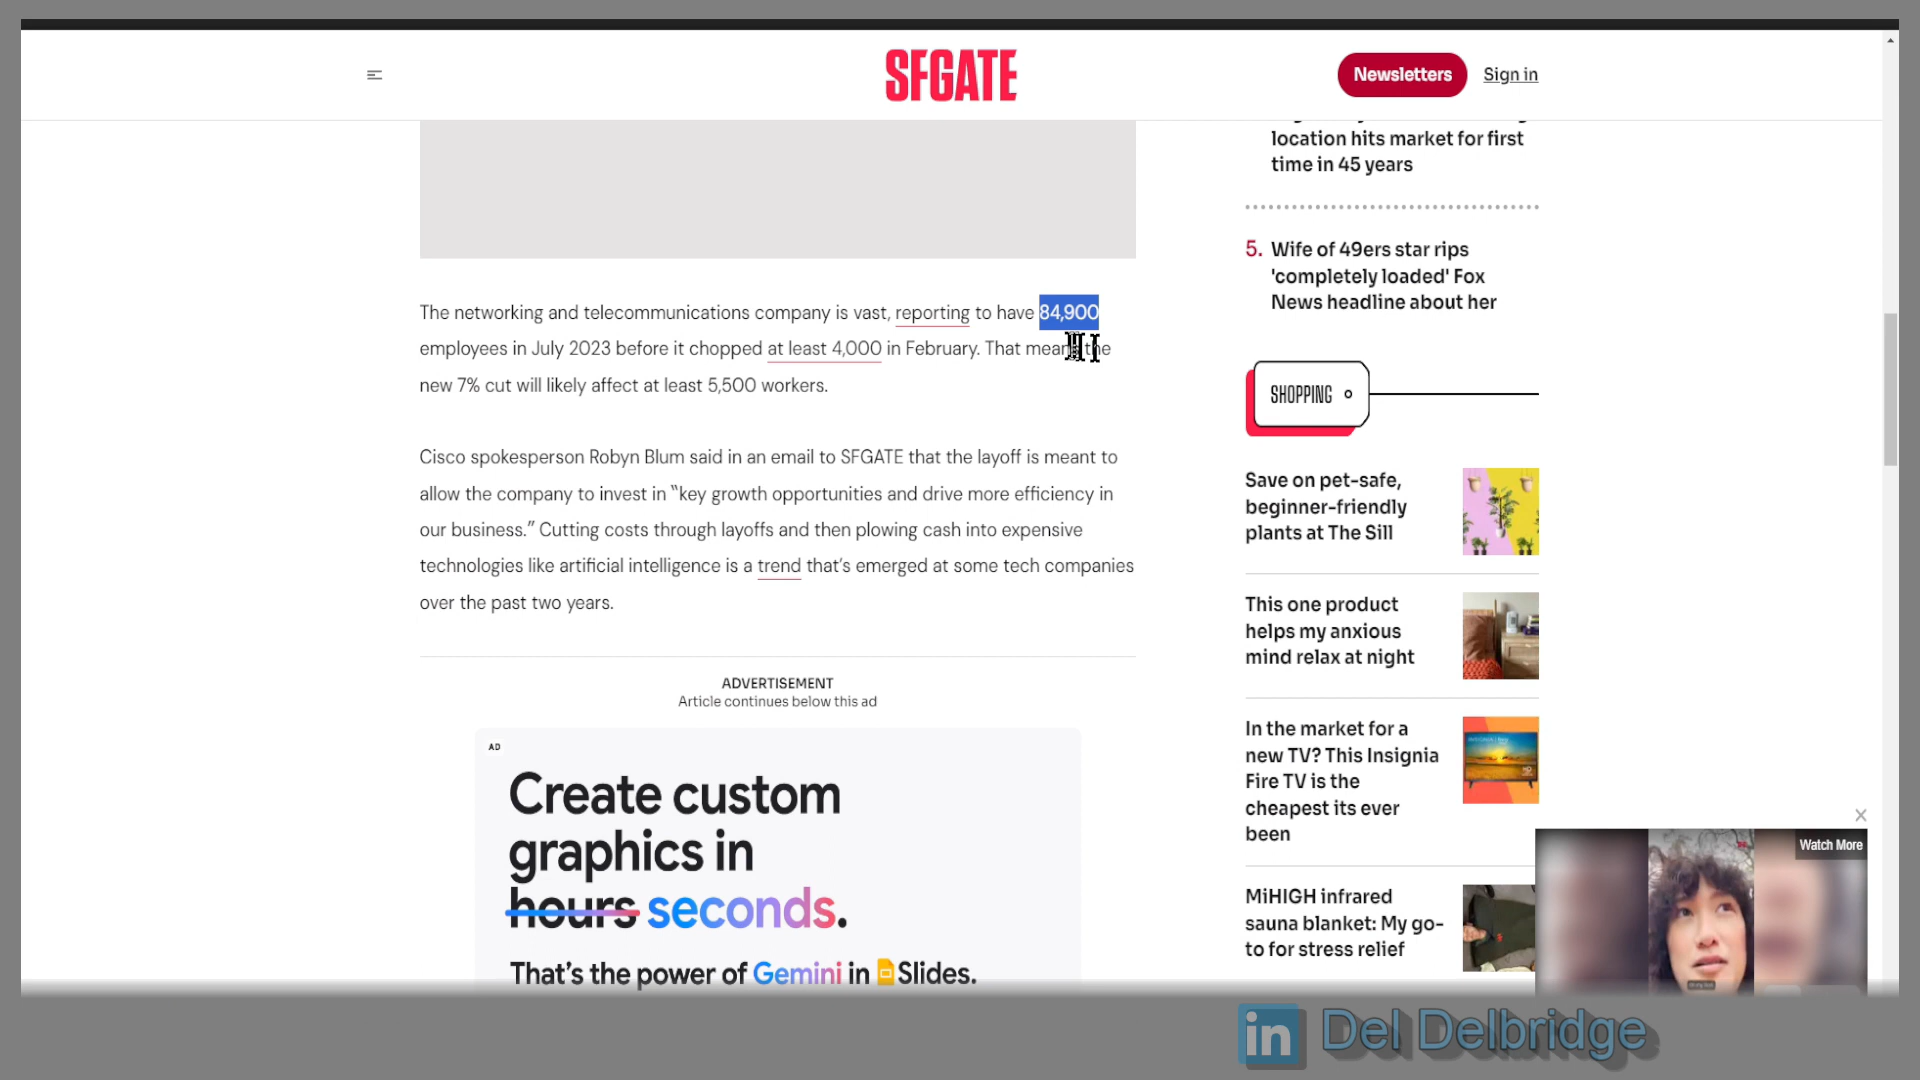 SFGATE
Newsletters
Sign in
location hits market for first
time in 45 years
5. Wife of 49ers star rips
'completely loaded' Fox
News headline about her
The networking and telecommunications company is vast, reporting to have 84,900
employees in July 2023 before it chopped at least 4,000 in February. That means the
new 7% cut will likely affect at least 5,500 workers.
Cisco spokesperson Robyn Blum said in an email to SFGATE that the layoff is meant to
allow the company to invest in “key growth opportunities and drive more efficiency in
our business.” Cutting costs through layoffs and then plowing cash into expensive
technologies like artificial intelligence is a trend that’s emerged at some tech companies
over the past two years.
ADVERTISEMENT
Article continues below this ad
AD
Create custom
graphics in
hours seconds.
That’s the power of Gemini in Slides.
SHOPPING
Save on pet-safe,
beginner-friendly
plants at The Sill
This one product
helps my anxious
mind relax at night
In the market for a
new TV? This Insignia
Fire TV is the
cheapest its ever
been
MiHIGH infrared
sauna blanket: My go-
to for stress relief
Watch More
in Del Delbridge